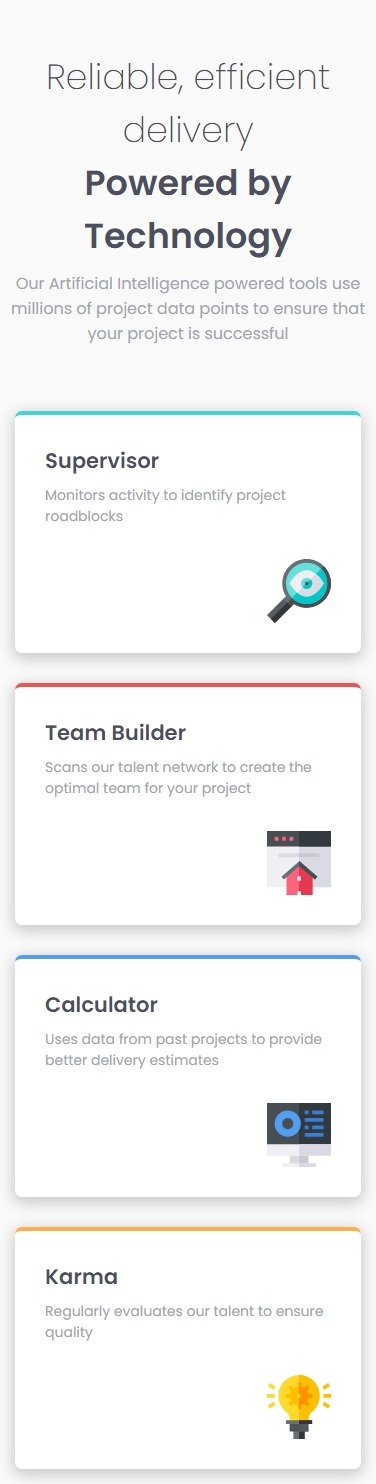 Reliable, efficient
delivery
Powered by
Technology
Our Artificial Intelligence powered tools use
millions of project data points to ensure that
your project is successful
Supervisor
Monitors activity to identify project
roadblocks
Team Builder
Scans our talent network to create the
optimal team for your project
Calculator
Uses data from past projects to provide
better delivery estimates
Karma
Regularly evaluates our talent to ensure
quality